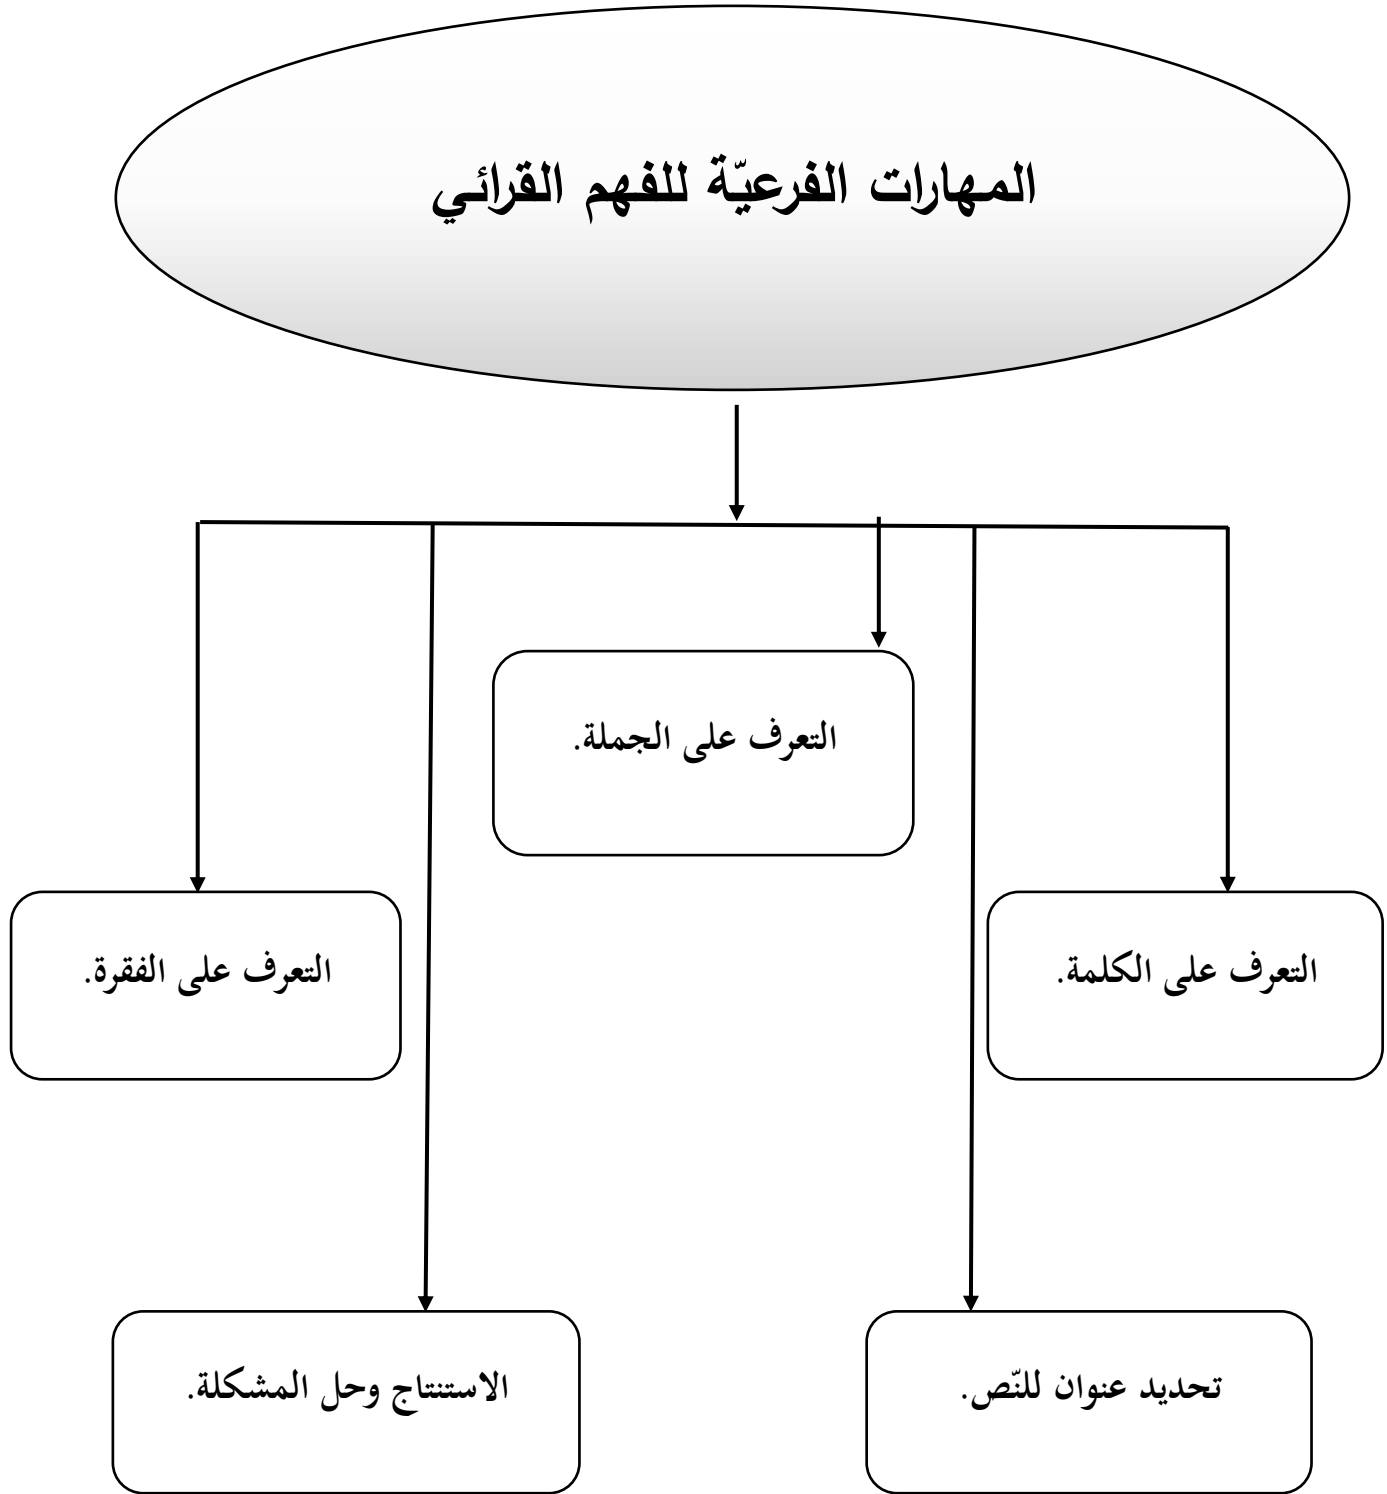 المهارات الفرعيّة للفهم القرائي
التعرف على الجملة.
التعرف على الكلمة.
التعرف على الفقرة.
تحديد عنوان للنّص.
الاستنتاج وحل المشكلة.